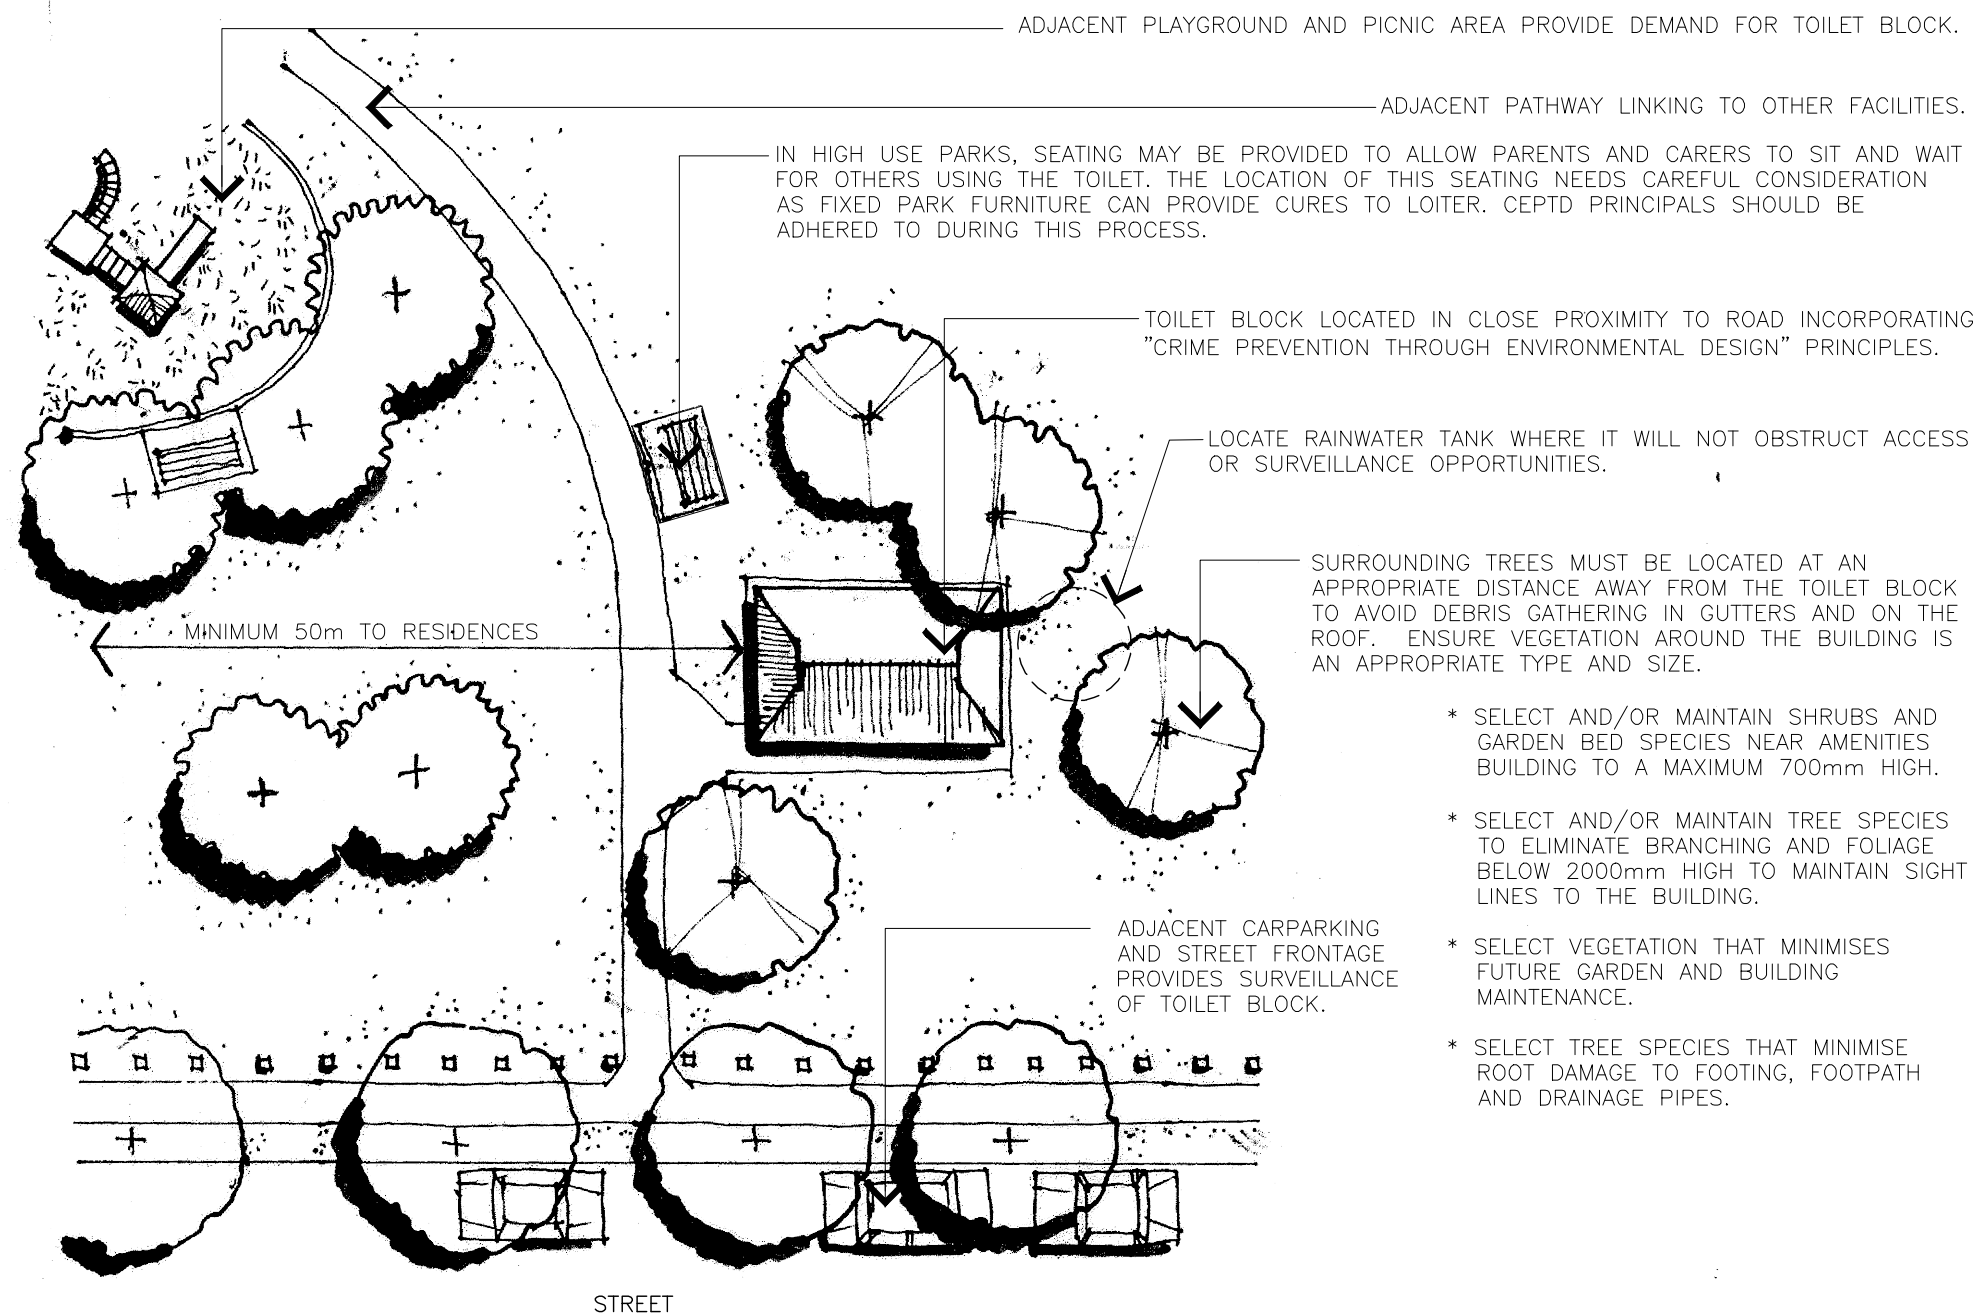 ADJACENT PLAYGROUND AND PICNIC AREA PROVIDE DEMAND FOR TOILET BLOCK.
ADJACENT PATHWAY LINKING TO OTHER FACILITIES.
IN HIGH USE PARKS, SEATING MAY BE PROVIDED TO ALLOW PARENTS AND CARERS TO SIT AND WAIT
FOR OTHERS USING THE TOILET. THE LOCATION OF THIS SEATING NEEDS CAREFUL CONSIDERATION
AS FIXED PARK FURNITURE CAN PROVIDE CURES TO LOITER. CEPTD PRINCIPALS SHOULD BE
ADHERED TO DURING THIS PROCESS.
TOILET BLOCK LOCATED IN CLOSE PROXIMITY TO ROAD INCORPORATING
"CRIME PREVENTION THROUGH ENVIRONMENTAL DESIGN" PRINCIPLES.
LOCATE RAINWATER TANK WHERE IT WILL NOT OBSTRUCT ACCESS
OR SURVEILLANCE OPPORTUNITIES.
SURROUNDING TREES MUST BE LOCATED AT AN
APPROPRIATE DISTANCE AWAY FROM THE TOILET BLOCK
TO AVOID DEBRIS GATHERING IN GUTTERS AND ON THE
ROOF. ENSURE VEGETATION AROUND THE BUILDING IS
AN APPROPRIATE TYPE AND SIZE.
MINIMUM 50m TO RESIDENCES
* SELECT AND/OR MAINTAIN SHRUBS AND
GARDEN BED SPECIES NEAR AMENITIES
BUILDING TO A MAXIMUM 700mm HIGH.
* SELECT AND/OR MAINTAIN TREE SPECIES
TO ELIMINATE BRANCHING AND FOLIAGE
BELOW 2000mm HIGH TO MAINTAIN SIGHT
LINES TO THE BUILDING.
* SELECT VEGETATION THAT MINIMISES
FUTURE GARDEN AND BUILDING
MAINTENANCE.
* SELECT TREE SPECIES THAT MINIMISE
ROOT DAMAGE TO FOOTING, FOOTPATH
AND DRAINAGE PIPES.
ADJACENT CARPARKING
AND STREET FRONTAGE
PROVIDES SURVEILLANCE
OF TOILET BLOCK.
STREET